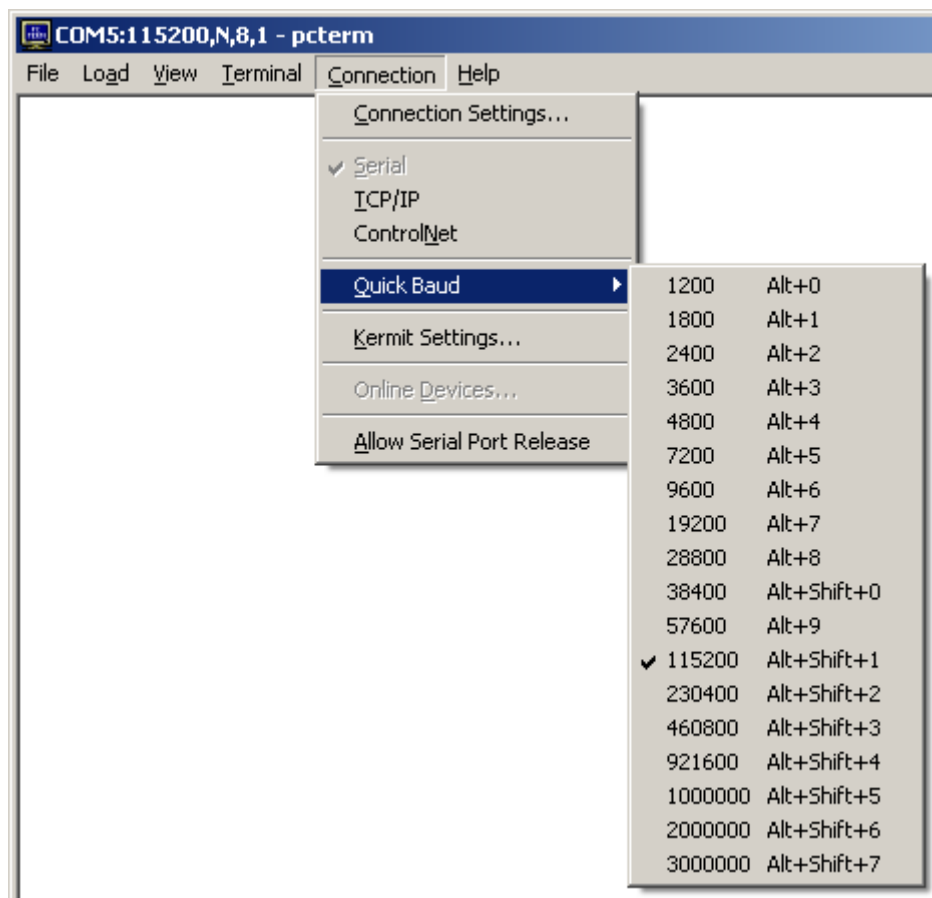 COM5:115200,N,8,1 - pcterm
File Load View Terminal Connection Help
Connection Settings...
Serial
TCP/IP
ControlNet
Quick Baud
Kermit Settings...
Online Devices...
Allow Serial Port Release
1200 Alt+0
1800 Alt+1
2400 Alt+2
3600 Alt+3
4800 Alt+4
7200 Alt+5
9600 Alt+6
19200 Alt+7
28800 Alt+8
38400 Alt+Shift+0
57600 Alt+9
115200 Alt+Shift+1
230400 Alt+Shift+2
460800 Alt+Shift+3
921600 Alt+Shift+4
1000000 Alt+Shift+5
2000000 Alt+Shift+6
3000000 Alt+Shift+7